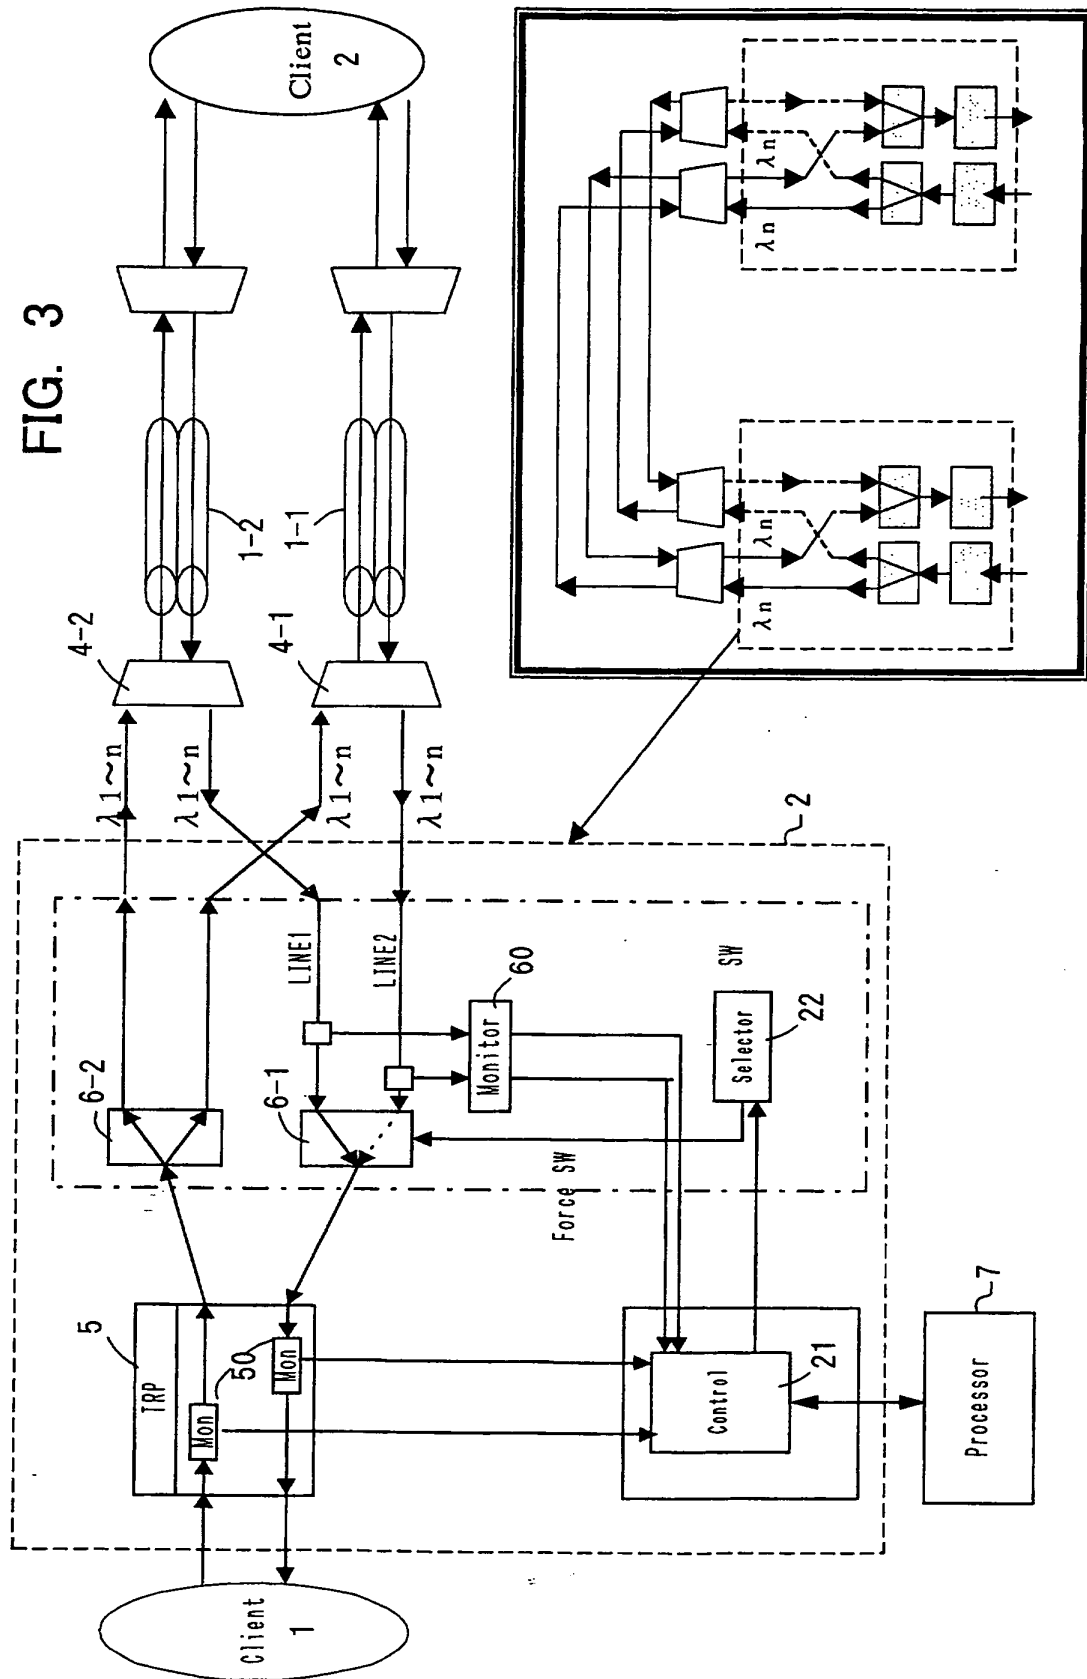 FIG. 3
Client
1
TRP
5
Mon
50
Mon
6-2
6-1
LINE1
LINE2
Monitor
60
Force SW
Selector
22
SW
Control
21
Processor
7
2
λ1~n
λ1~n
λ1~n
λ1~n
4-2
4-1
1-2
1-1
Client
2
λn
λn
λn
λn